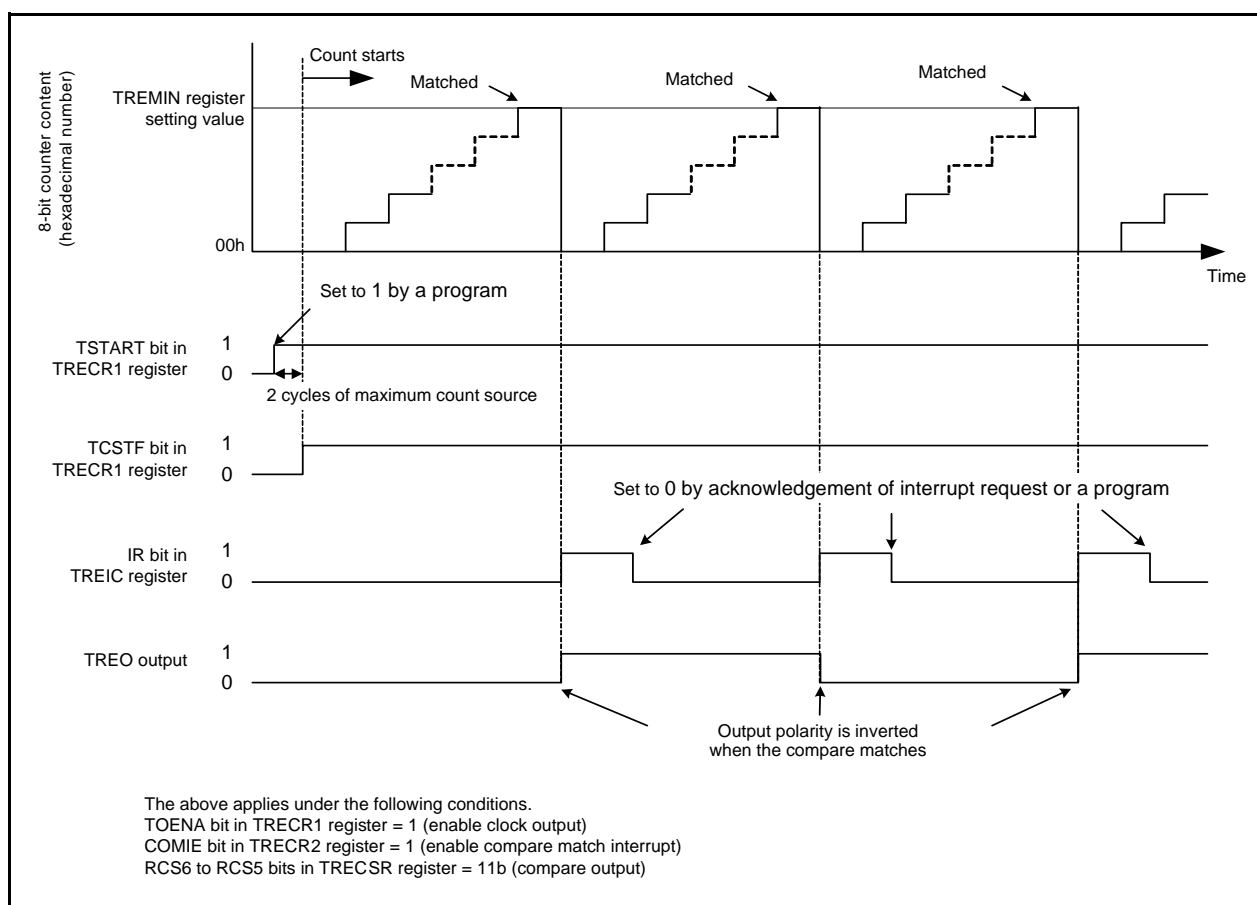 Count starts
Matched
Matched
Matched
TREMIN register
setting value
8-bit counter content
(hexadecimal number)
00h
Time
Set to 1 by a program
TSTART bit in
TRECR1 register
1
0
2 cycles of maximum count source
TCSTF bit in
TRECR1 register
1
0
Set to 0 by acknowledgement of interrupt request or a program
IR bit in
TREIC register
1
0
TREO output
1
0
Output polarity is inverted
when the compare matches
The above applies under the following conditions.
TOENA bit in TRECR1 register = 1 (enable clock output)
COMIE bit in TRECR2 register = 1 (enable compare match interrupt)
RCS6 to RCS5 bits in TRECSR register = 11b (compare output)